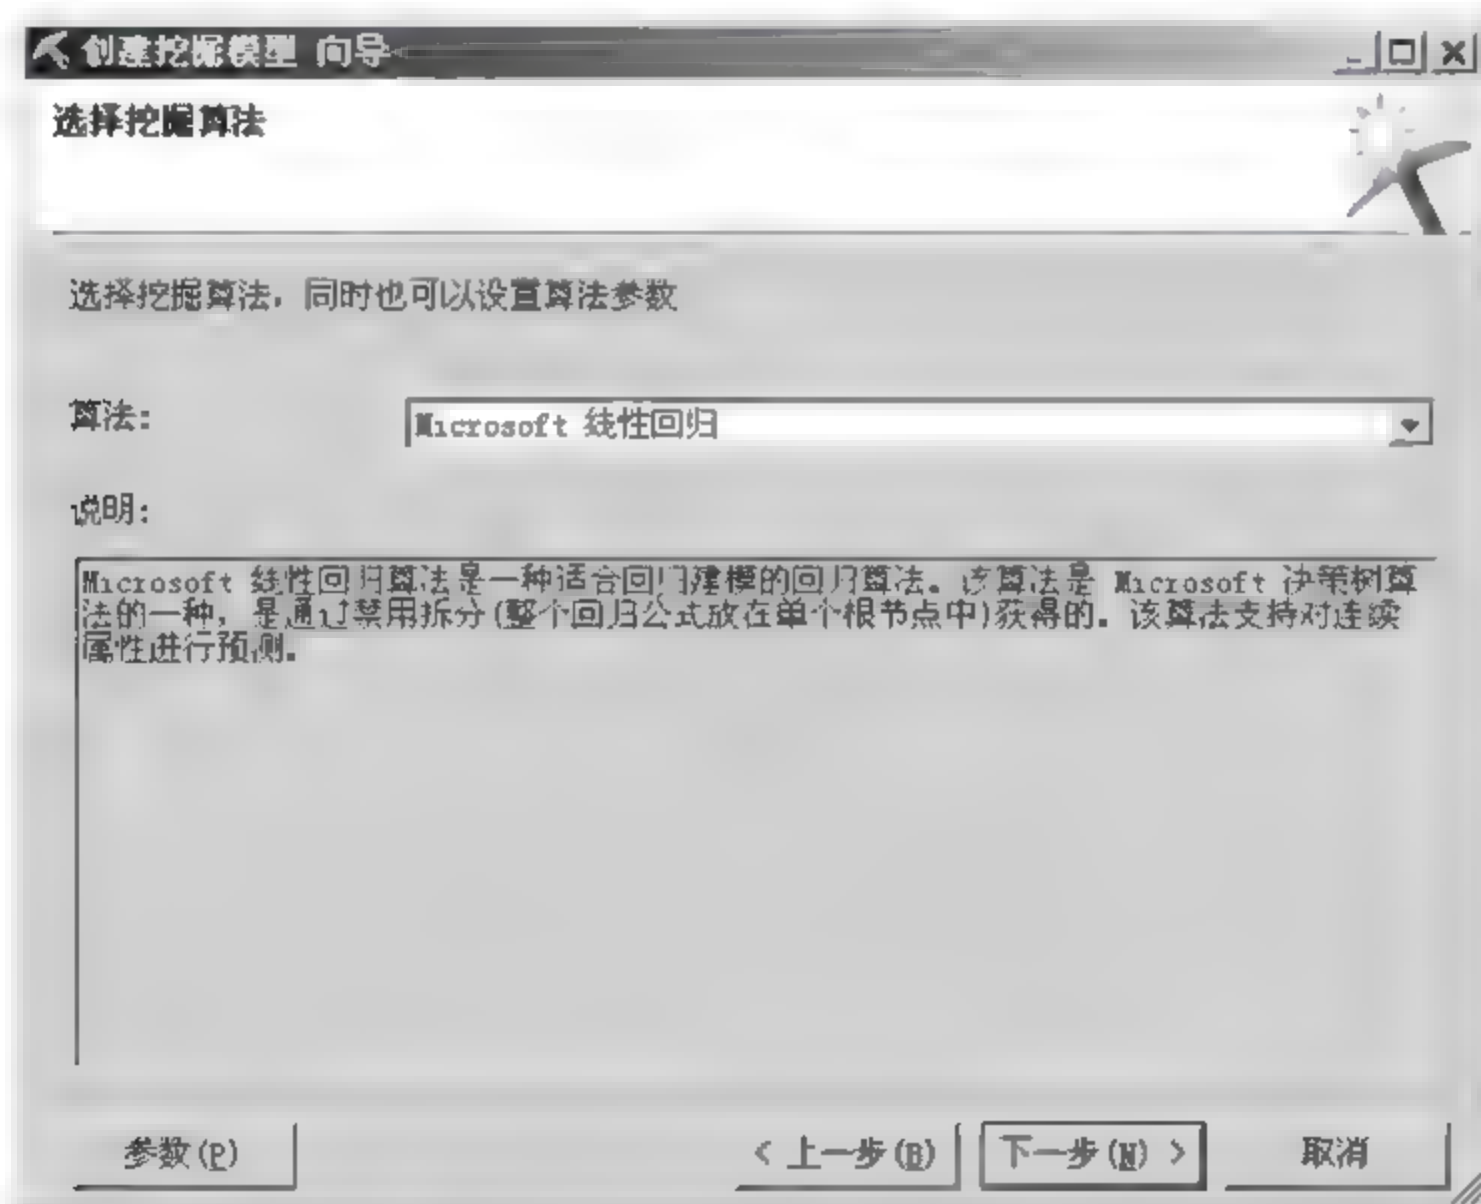 创建挖掘模型 向导
选择挖掘算法
选择挖掘算法，同时也可以设置算法参数
算法：
Microsoft 线性回归
说明：
Microsoft 线性回归算法是一种适合回归建模的回归算法。该算法是 Microsoft 决策树算
法的一种，是通过禁用拆分(整个回归公式放在单个根节点中)获得的。该算法支持对连续
属性进行预测。
参数(P)
< 上一步(B)
下一步(N) >
取消